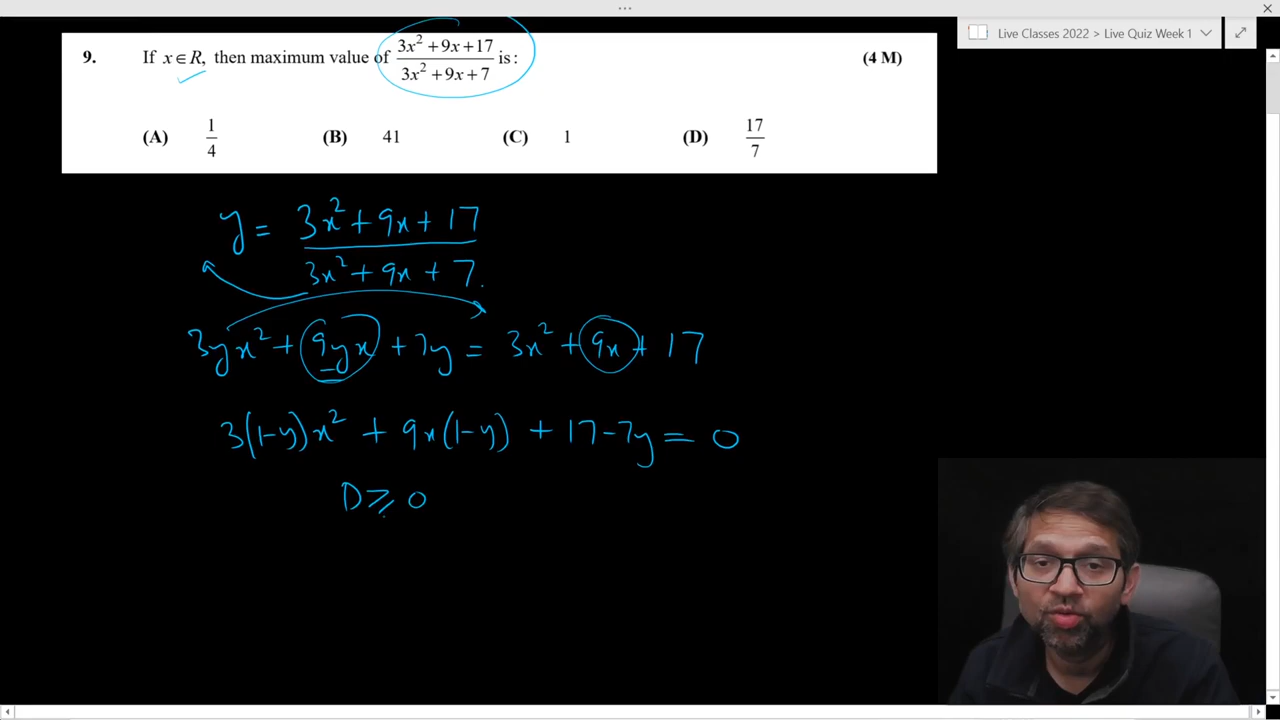 Live Classes 2022 > Live Quiz Week 1
9. If x ∈ R, then maximum value of (3x² + 9x + 17)/(3x² + 9x + 7) is : (4 M)
(A) 1/4 (B) 41 (C) 1 (D) 17/7
y = (3x² + 9x + 17)/(3x² + 9x + 7).
3yx² + 9yx + 7y = 3x² + 9x + 17
3(1-y)x² + 9x(1-y) + 17-7y = 0
D ≥ 0